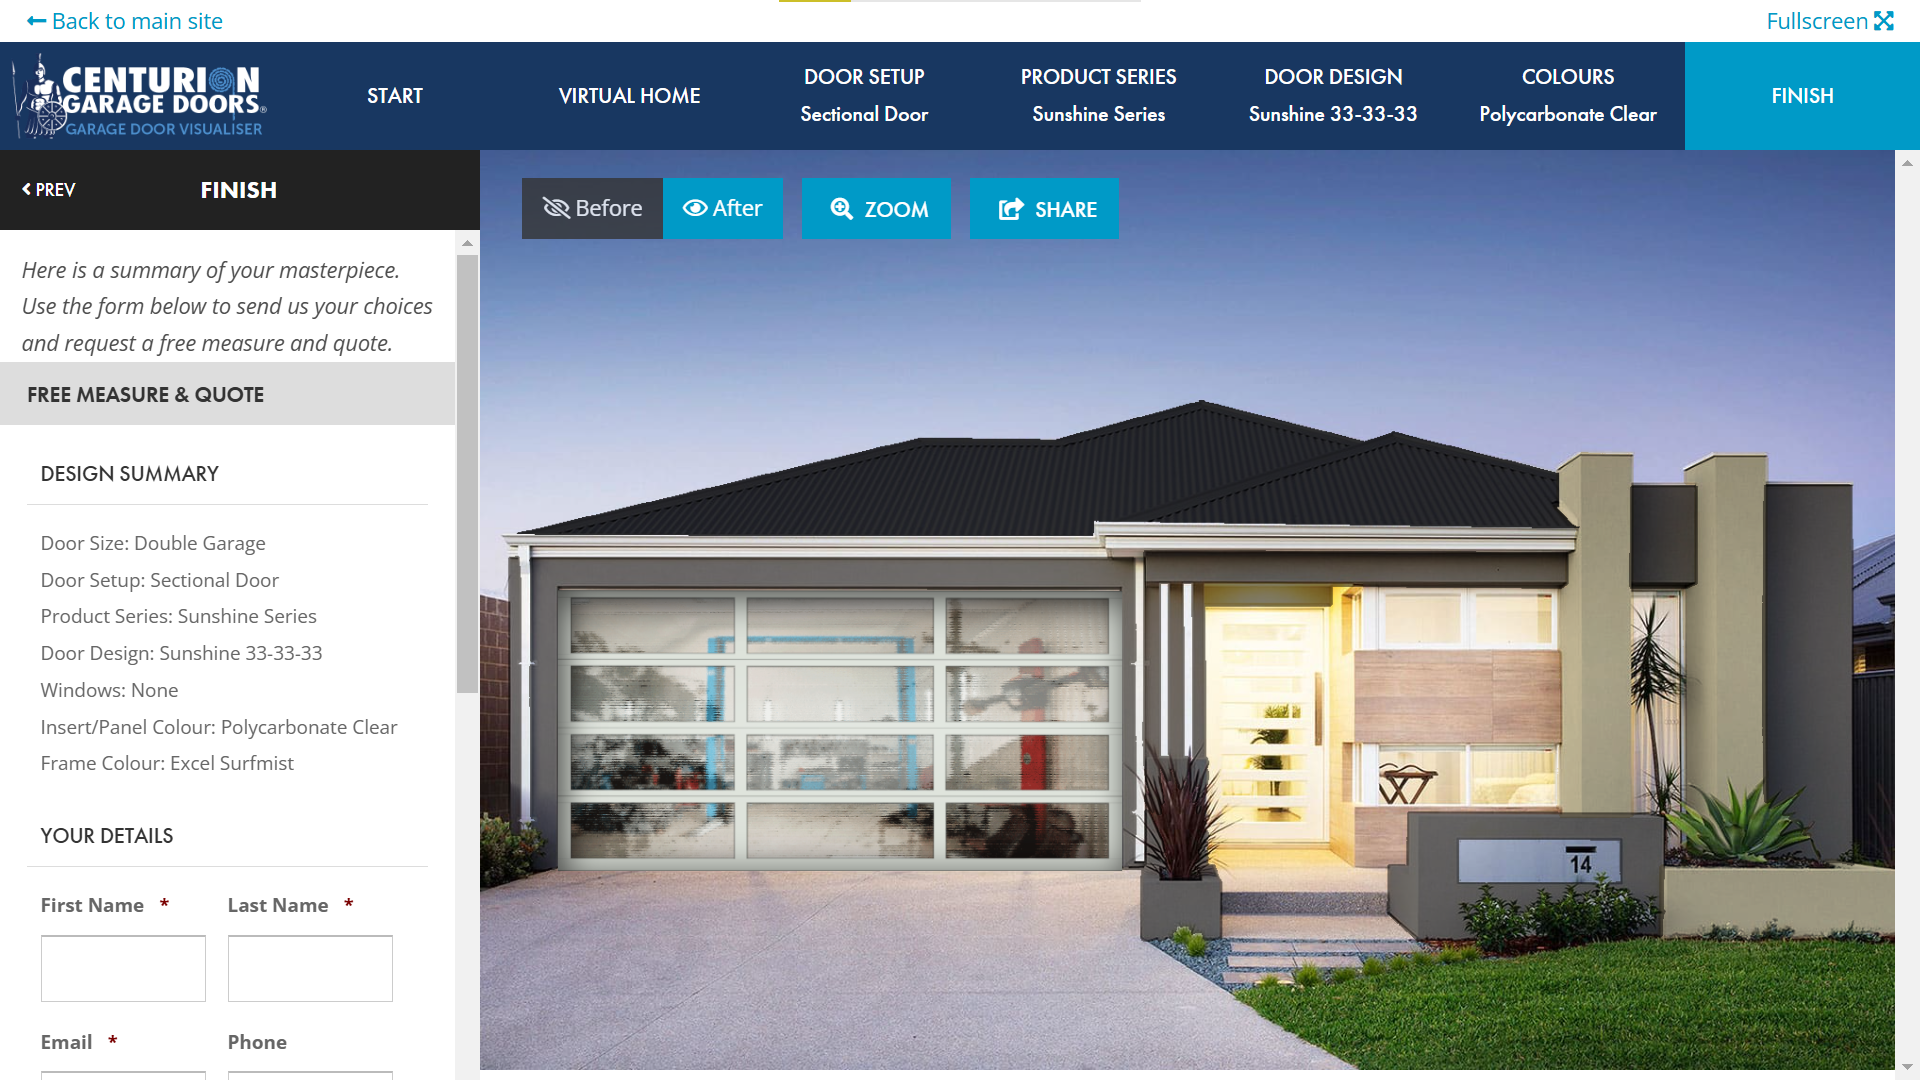 Back to main site
Fullscreen
CENTURION
GARAGE DOORS®
GARAGE DOOR VISUALISER
START
VIRTUAL HOME
DOOR SETUP
Sectional Door
PRODUCT SERIES
Sunshine Series
DOOR DESIGN
Sunshine 33-33-33
COLOURS
Polycarbonate Clear
FINISH
PREV
FINISH
Before
After
ZOOM
SHARE
Here is a summary of your masterpiece.
Use the form below to send us your choices
and request a free measure and quote.
FREE MEASURE & QUOTE
DESIGN SUMMARY
Door Size: Double Garage
Door Setup: Sectional Door
Product Series: Sunshine Series
Door Design: Sunshine 33-33-33
Windows: None
Insert/Panel Colour: Polycarbonate Clear
Frame Colour: Excel Surfmist
YOUR DETAILS
First Name *
Last Name *
Email *
Phone
14